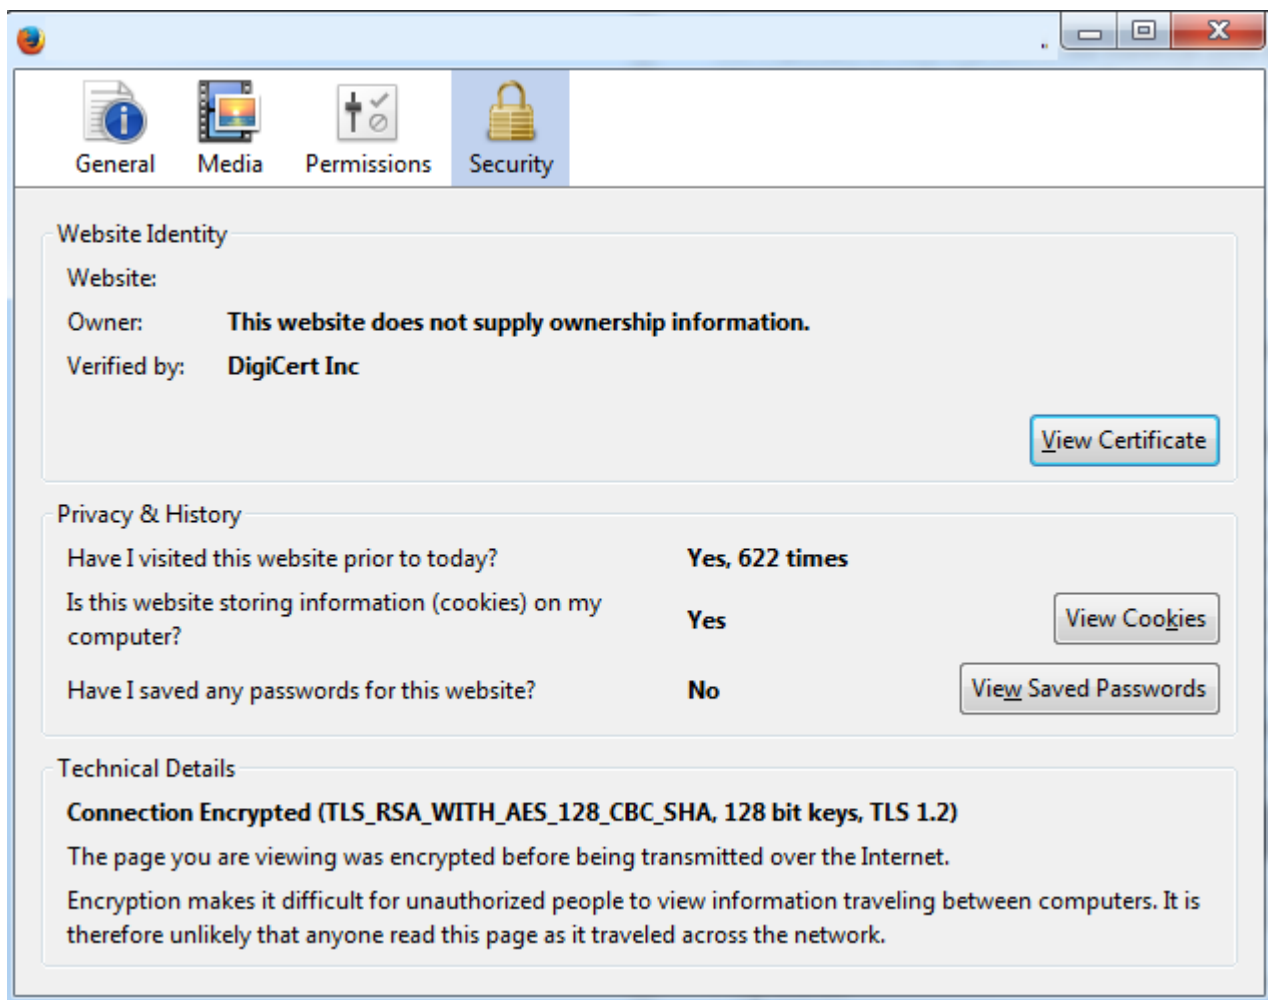 General Media Permissions Security
Website Identity
Website:
Owner: This website does not supply ownership information.
Verified by: DigiCert Inc
View Certificate
Privacy & History
Have I visited this website prior to today? Yes, 622 times
Is this website storing information (cookies) on my
computer?
Yes
View Cookies
Have I saved any passwords for this website? No View Saved Passwords
Technical Details
Connection Encrypted (TLS_RSA_WITH_AES_128_CBC_SHA, 128 bit keys, TLS 1.2)
The page you are viewing was encrypted before being transmitted over the Internet.
Encryption makes it difficult for unauthorized people to view information traveling between computers. It is
therefore unlikely that anyone read this page as it traveled across the network.